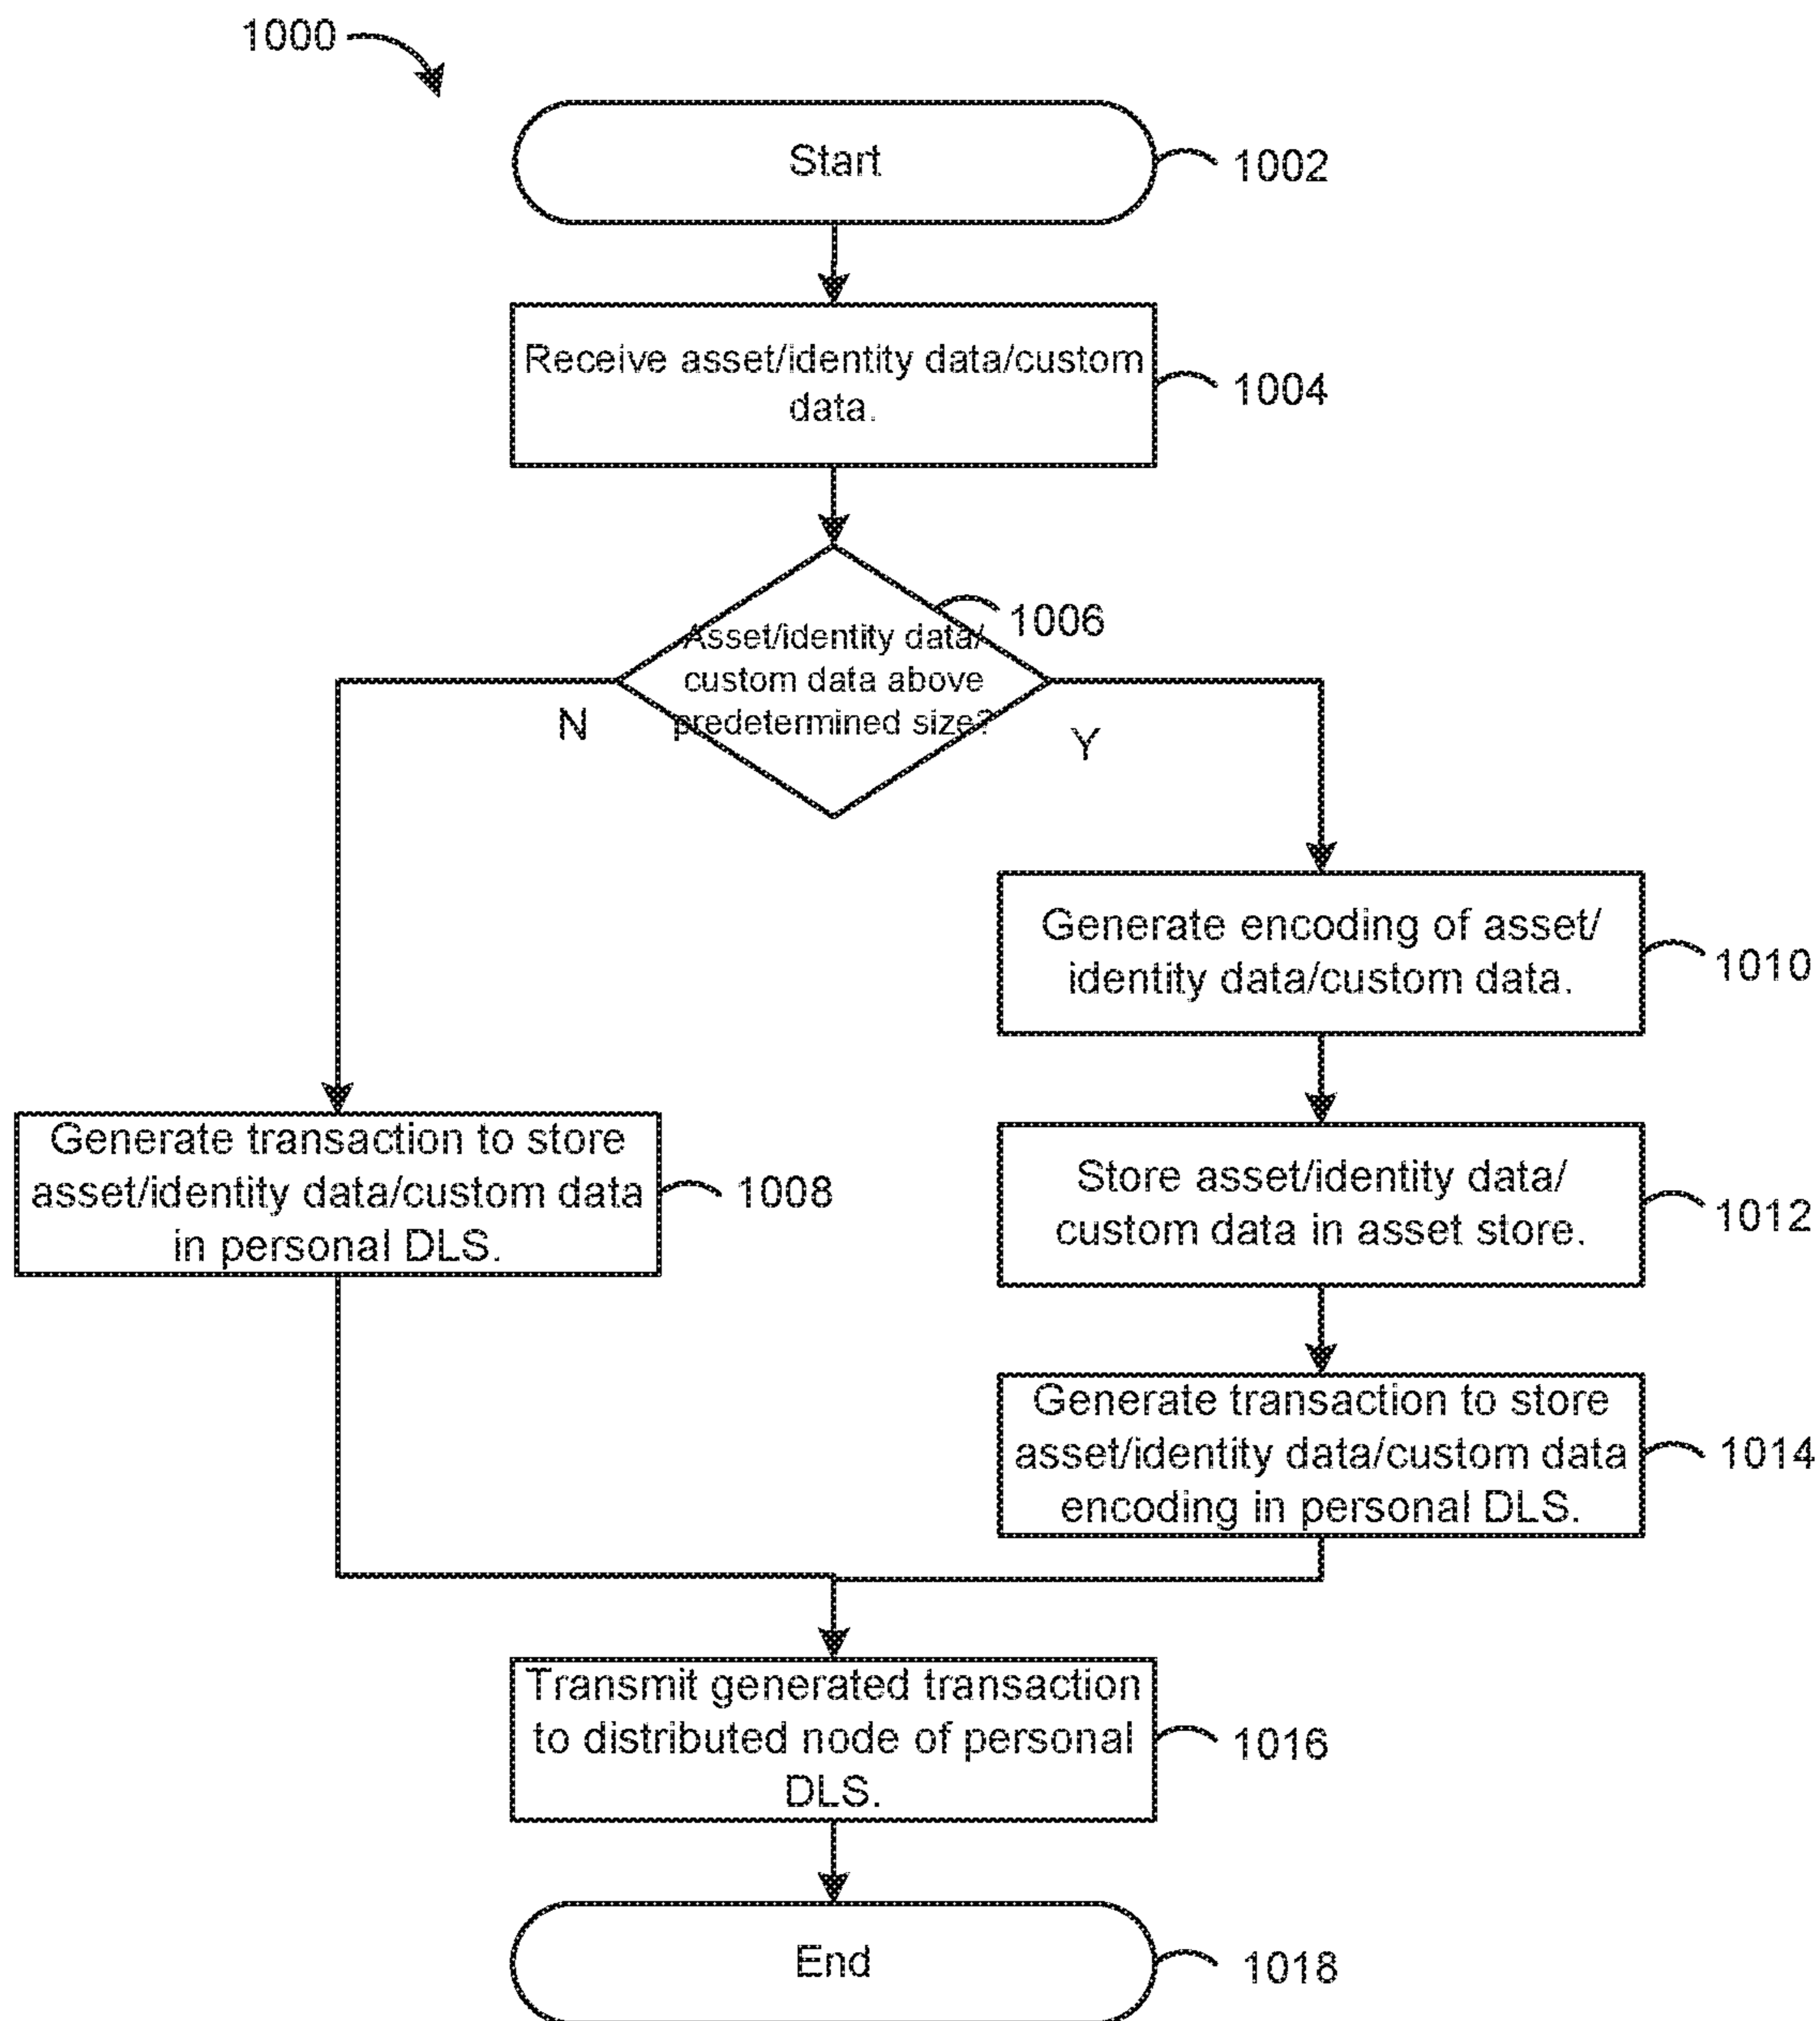 1000
Start
1002
Receive asset/identity data/custom
data.
1004
1006
Asset/identity data/
custom data above
predetermined size?
N
Y
Generate encoding of asset/
identity data/custom data.
1010
Generate transaction to store
asset/identity data/custom data
in personal DLS.
1008
Store asset/identity data/
custom data in asset store.
1012
Generate transaction to store
asset/identity data/custom data
encoding in personal DLS.
1014
Transmit generated transaction
to distributed node of personal
DLS.
1016
End
1018